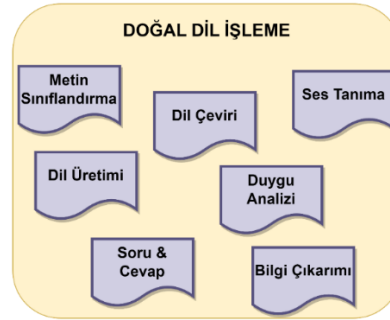 DOĞAL DİL İŞLEME
Metin
Sınıflandırma
Dil Çeviri
Ses Tanıma
Dil Üretimi
Duygu
Analizi
Soru &
Cevap
Bilgi Çıkarımı